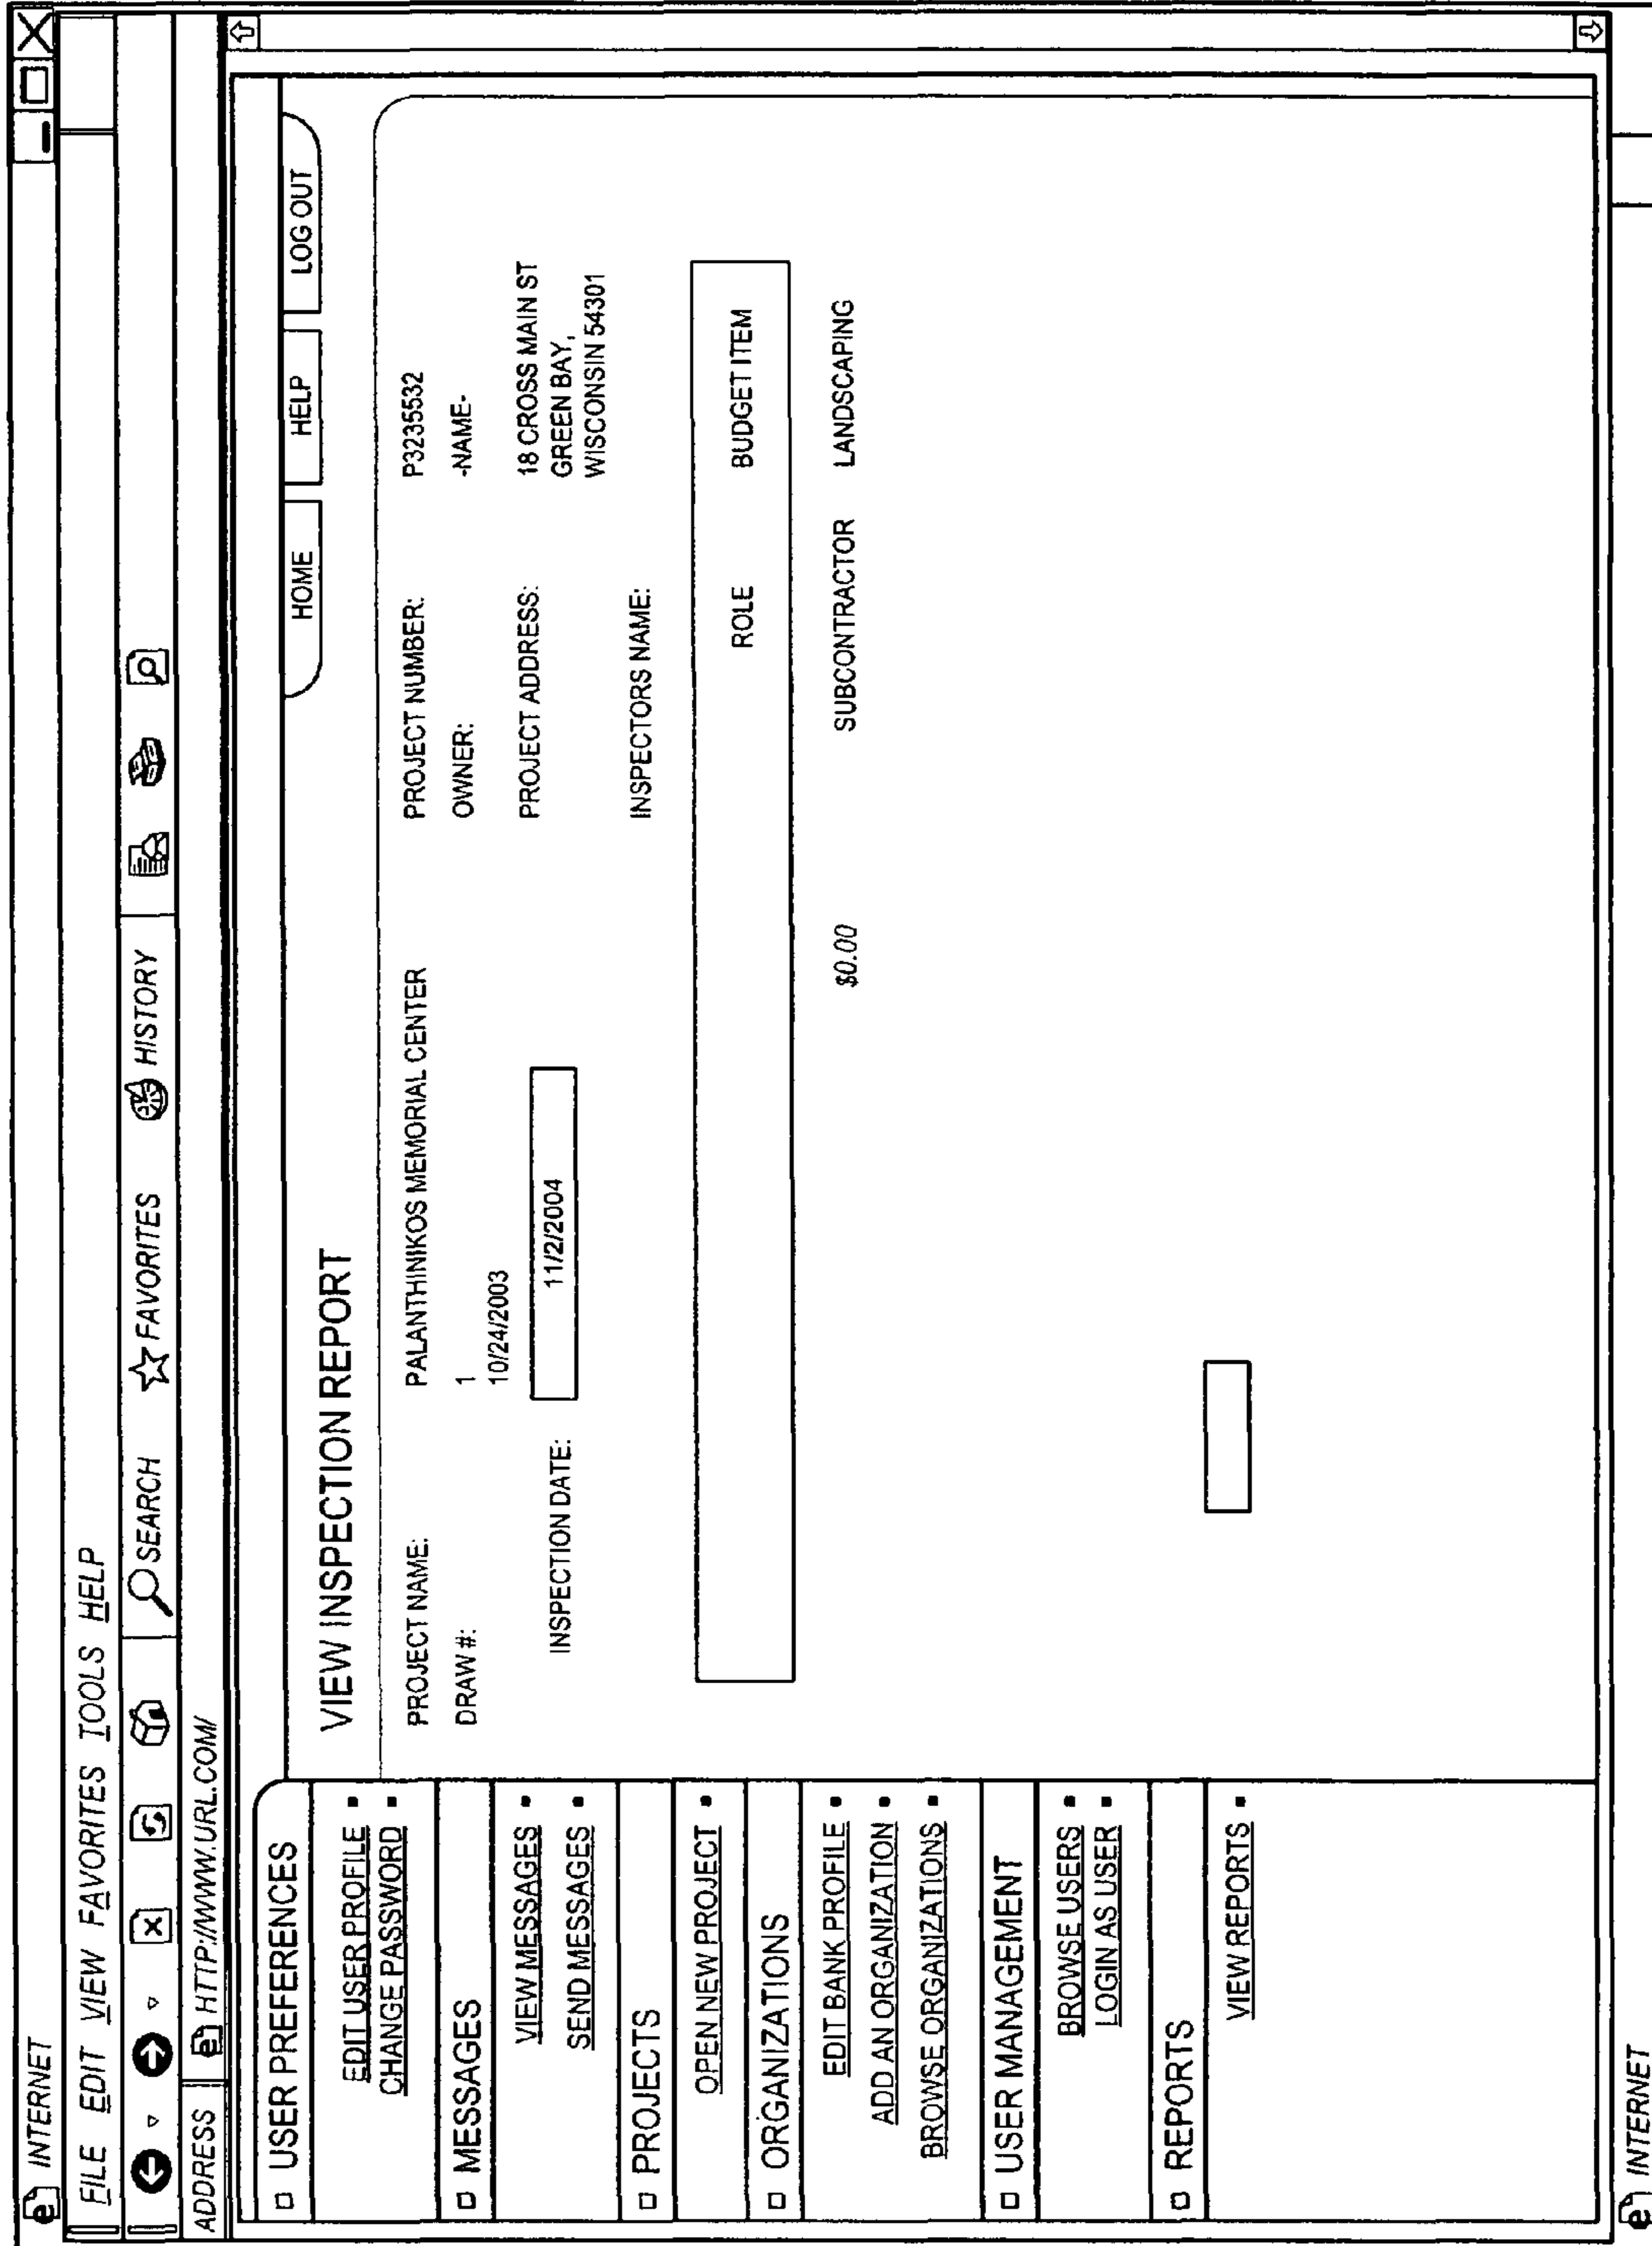 INTERNET
FILE EDIT VIEW FAVORITES TOOLS HELP
SEARCH FAVORITES HISTORY
ADDRESS HTTP://WWW.URL.COM/
HOME HELP LOG OUT
USER PREFERENCES
EDIT USER PROFILE
CHANGE PASSWORD
MESSAGES
VIEW MESSAGES
SEND MESSAGES
PROJECTS
OPEN NEW PROJECT
ORGANIZATIONS
EDIT BANK PROFILE
ADD AN ORGANIZATION
BROWSE ORGANIZATIONS
USER MANAGEMENT
BROWSE USERS
LOGIN AS USER
REPORTS
VIEW REPORTS
VIEW INSPECTION REPORT
PROJECT NAME: PALANTHINIKOS MEMORIAL CENTER PROJECT NUMBER: P3235532
DRAW #: 1 OWNER: -NAME-
10/24/2003
INSPECTION DATE: 11/2/2004 PROJECT ADDRESS: 18 CROSS MAIN ST
GREEN BAY,
WISCONSIN 54301
INSPECTORS NAME:
ROLE BUDGET ITEM
$0.00 SUBCONTRACTOR LANDSCAPING
INTERNET